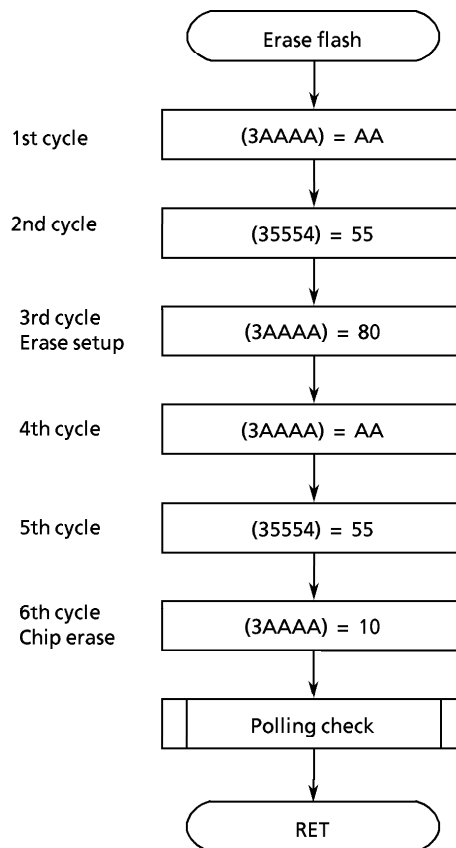 Erase flash
1st cycle
(3AAAA) = AA
2nd cycle
(35554) = 55
3rd cycle
Erase setup
(3AAAA) = 80
4th cycle
(3AAAA) = AA
5th cycle
(35554) = 55
6th cycle
Chip erase
(3AAAA) = 10
Polling check
RET